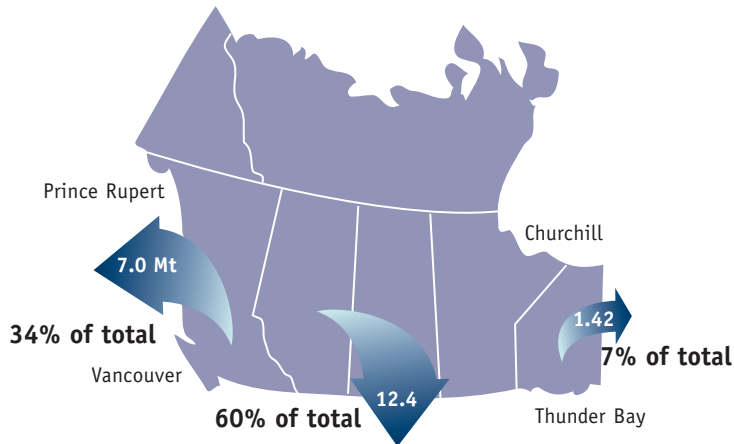 Prince Rupert
Churchill
7.0 Mt
34% of total
1.42
7% of total
Vancouver
12.4
60% of total
Thunder Bay